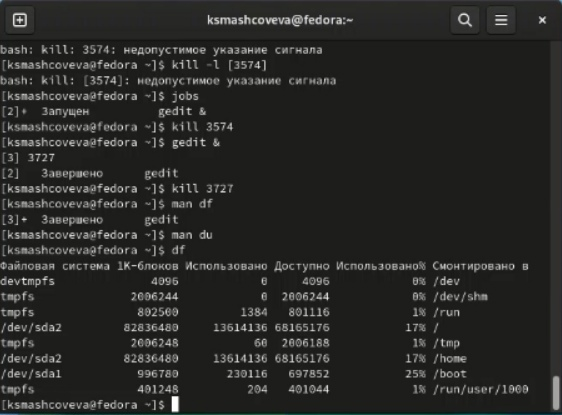 ksmashcoveva@fedora:~
bash: kill: 3574: недопустимое указание сигнала
[ksmashcoveva@fedora ~]$ kill -l [3574]
bash: kill: [3574]: недопустимое указание сигнала
[ksmashcoveva@fedora ~]$ jobs
[2]+  Запущен          gedit &
[ksmashcoveva@fedora ~]$ kill 3574
[ksmashcoveva@fedora ~]$ gedit &
[3] 3727
[2]   Завершено      gedit
[ksmashcoveva@fedora ~]$ kill 3727
[ksmashcoveva@fedora ~]$ man df
[3]+  Завершено      gedit
[ksmashcoveva@fedora ~]$ man du
[ksmashcoveva@fedora ~]$ df
Файловая система 1K-блоков Использовано Доступно Использовано% Cмонтировано в
devtmpfs              4096            0     4096            0% /dev
tmpfs              2006244            0  2006244            0% /dev/shm
tmpfs               802500         1384   801116            1% /run
/dev/sda2         82836480     13614136 68165176           17% /
tmpfs              2006248           60  2006188            1% /tmp
/dev/sda2         82836480     13614136 68165176           17% /home
/dev/sda1           996780       230116   697852           25% /boot
tmpfs               401248          204   401044            1% /run/user/1000
[ksmashcoveva@fedora ~]$